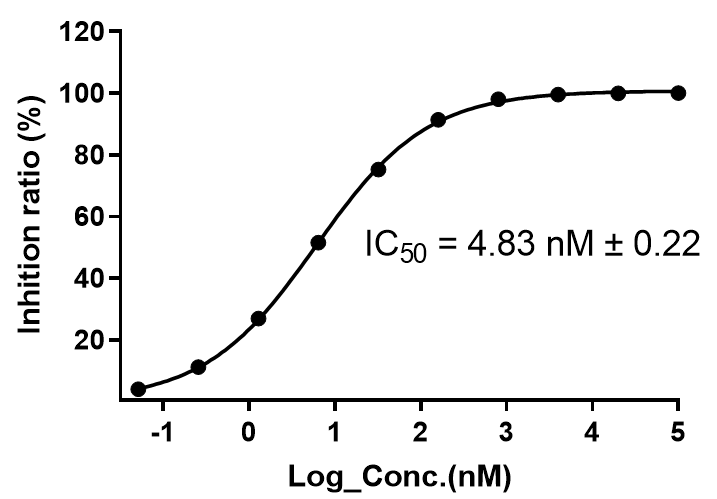 120
100
80
60
40
20
Inhition ratio (%)
IC₅₀ = 4.83 nM ± 0.22
-1 0 1 2 3 4 5
Log_Conc.(nM)